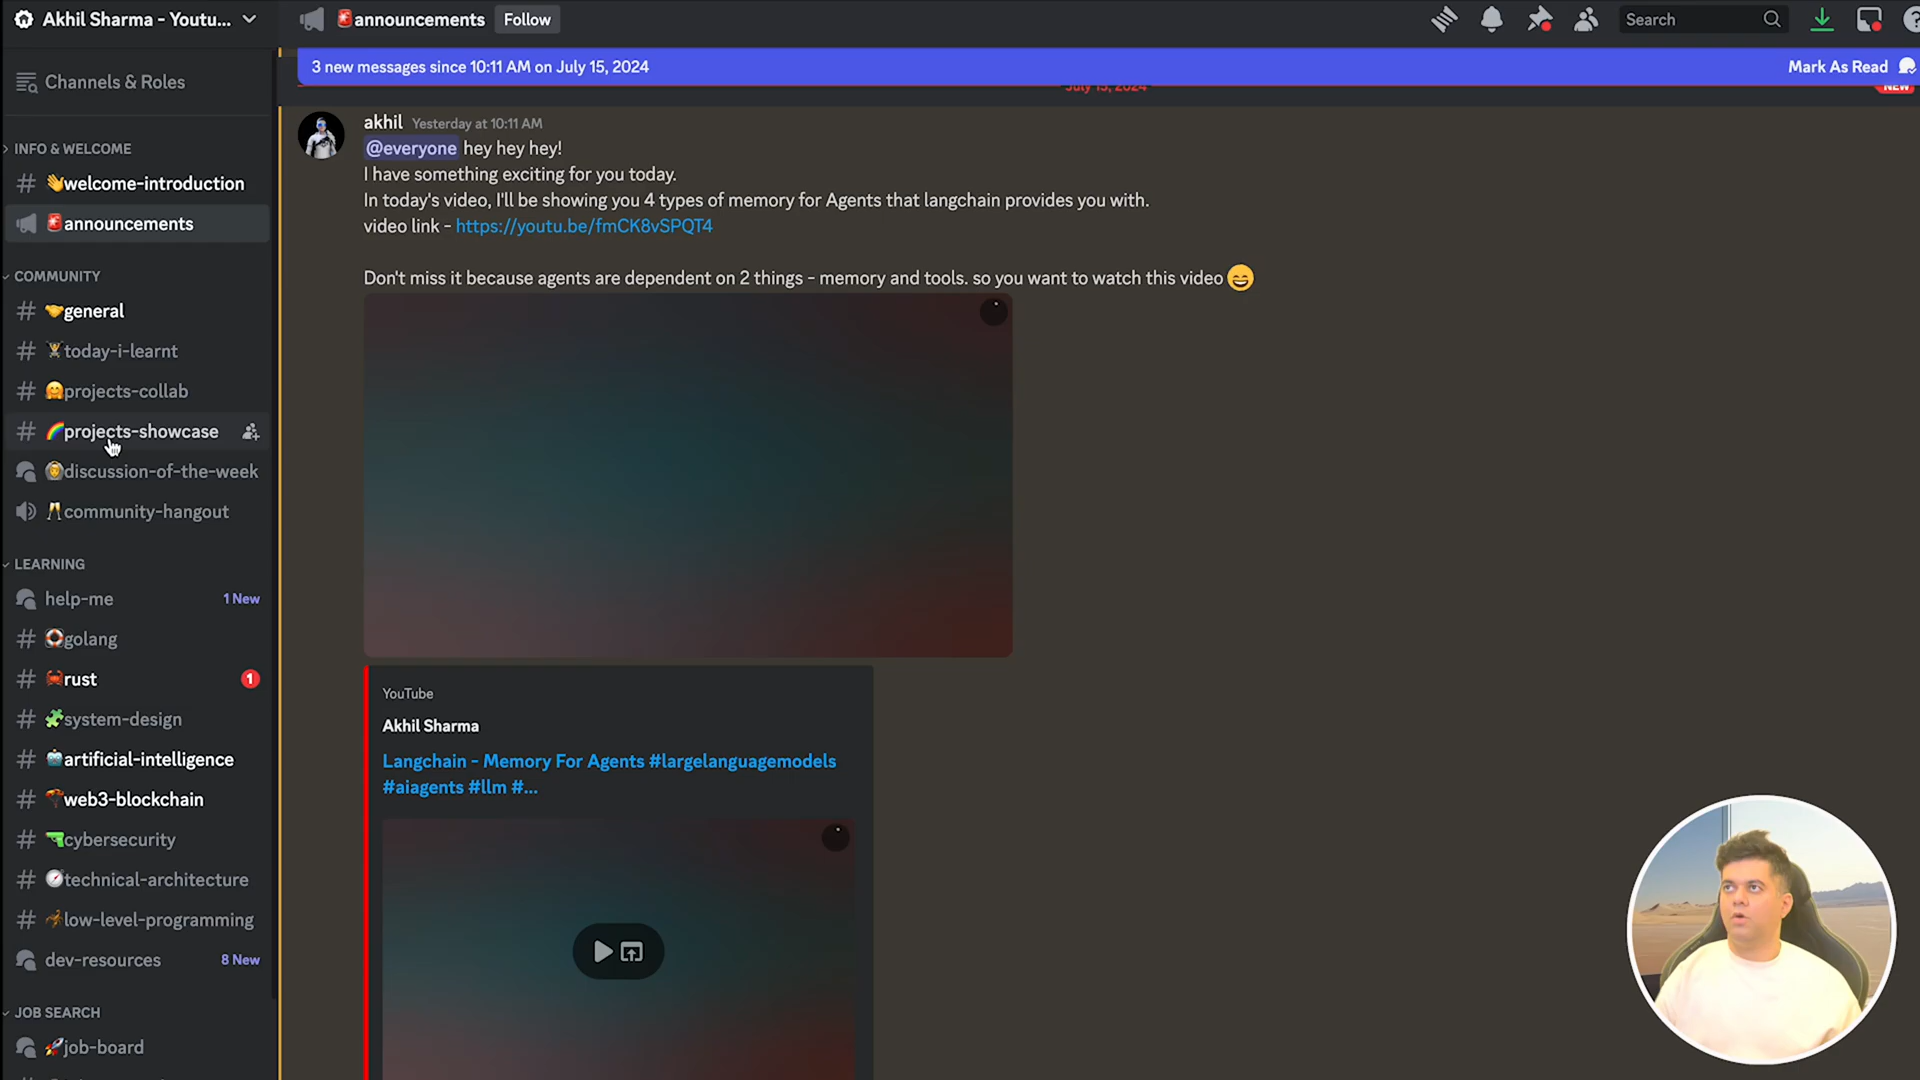 Akhil Sharma - Youtu...
Channels & Roles
INFO & WELCOME
welcome-introduction
announcements
COMMUNITY
general
today-i-learnt
projects-collab
projects-showcase
discussion-of-the-week
community-hangout
LEARNING
help-me 1 New
golang
rust 1
system-design
artificial-intelligence
web3-blockchain
cybersecurity
technical-architecture
low-level-programming
dev-resources 8 New
JOB SEARCH
job-board
announcements Follow Search
3 new messages since 10:11 AM on July 15, 2024 Mark As Read
July 15, 2024 NEW
akhil Yesterday at 10:11 AM
@everyone hey hey hey!
I have something exciting for you today.
In today's video, I'll be showing you 4 types of memory for Agents that langchain provides you with.
video link - https://youtu.be/fmCK8vSPQT4
Don't miss it because agents are dependent on 2 things - memory and tools. so you want to watch this video
YouTube
Akhil Sharma
Langchain - Memory For Agents #largelanguagemodels
#aiagents #llm #...